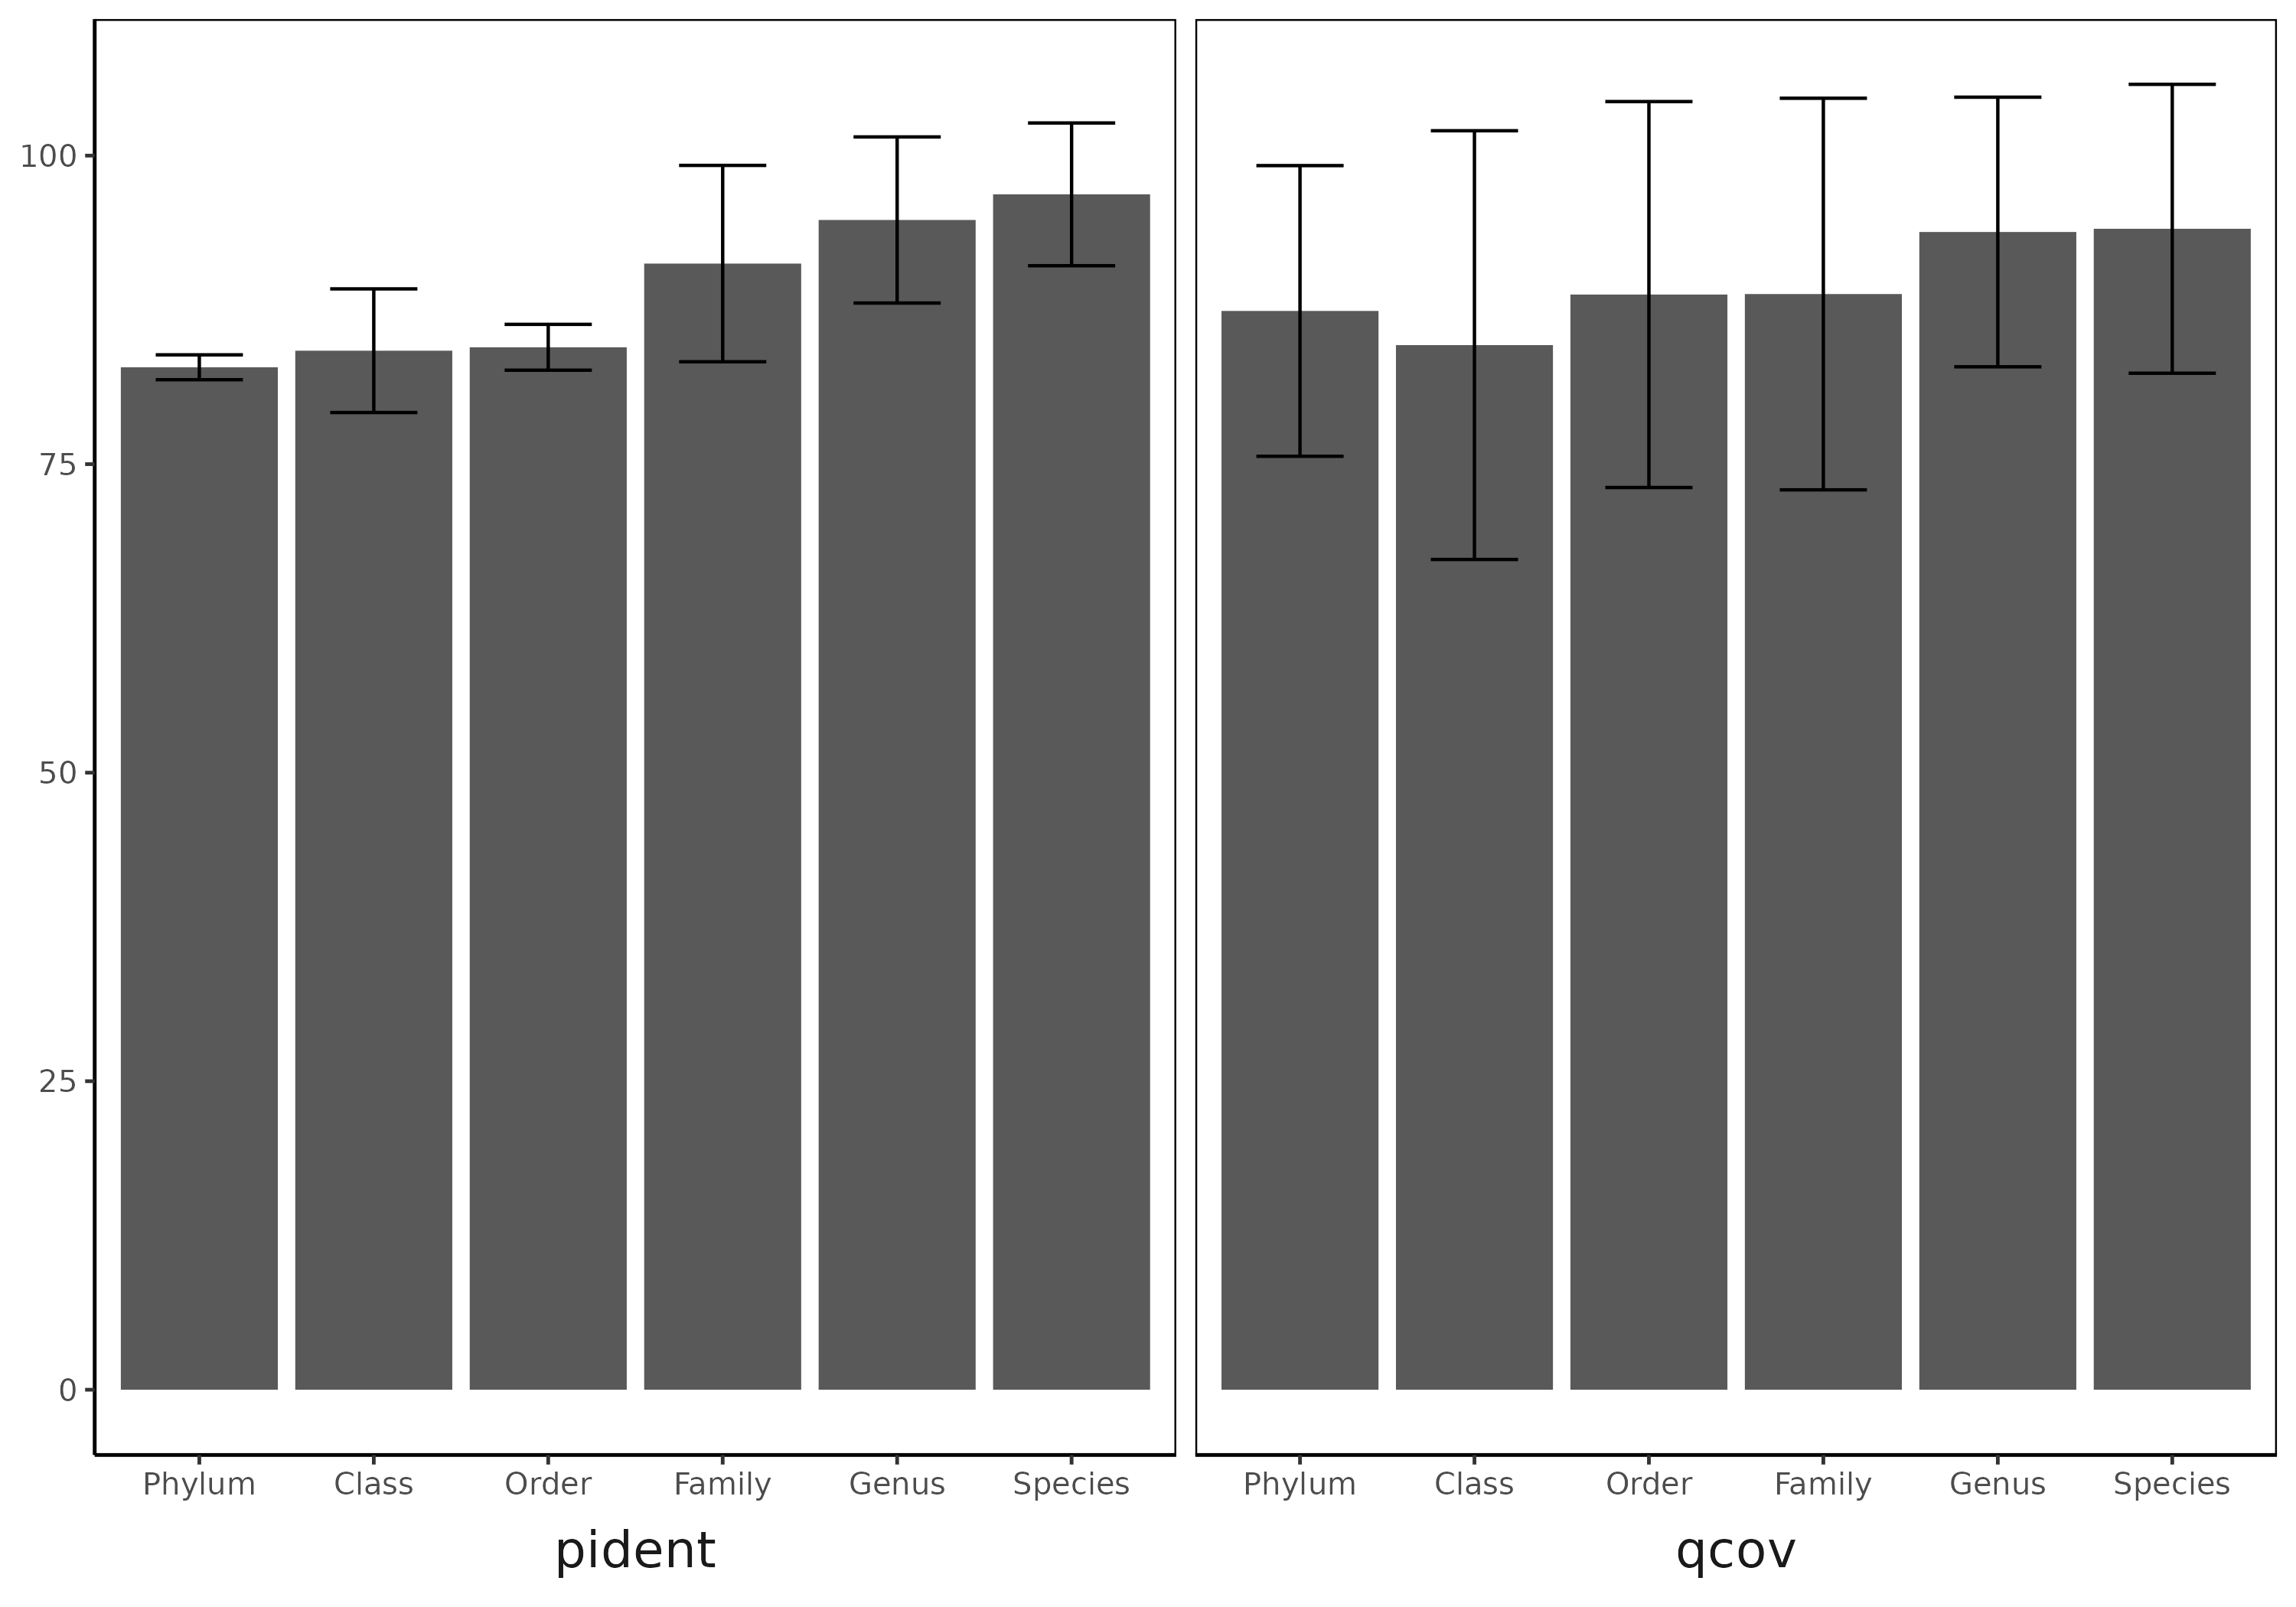 100
75
50
25
0
Phylum Class Order Family Genus Species Phylum Class Order Family Genus Species
pident qcov